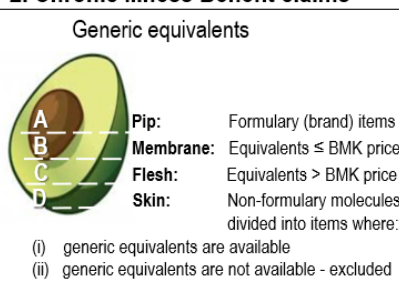 2. Chronic Illness Benefit claims
Generic equivalents
A Pip: Formulary (brand) items
B Membrane: Equivalents ≤ BMK price
C Flesh: Equivalents > BMK price
D Skin: Non-formulary molecules
divided into items where:
(i) generic equivalents are available
(ii) generic equivalents are not available - excluded